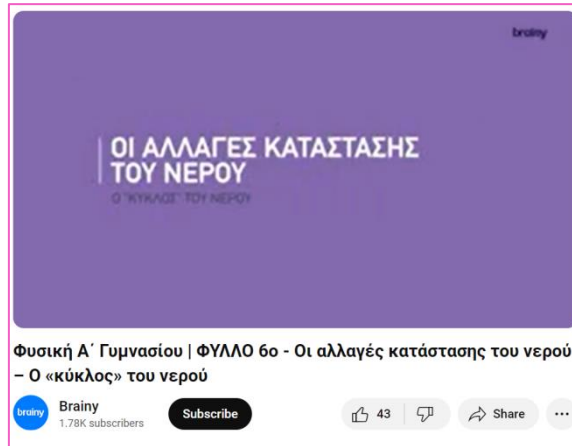 brainy
ΟΙ ΑΛΛΑΓΕΣ ΚΑΤΑΣΤΑΣΗΣ
ΤΟΥ ΝΕΡΟΥ
Ο "ΚΥΚΛΟΣ" ΤΟΥ ΝΕΡΟΥ
Φυσική Α΄ Γυμνασίου | ΦΥΛΛΟ 6ο - Οι αλλαγές κατάστασης του νερού
– Ο «κύκλος» του νερού
brainy
Brainy
1.78K subscribers
Subscribe
43
Share